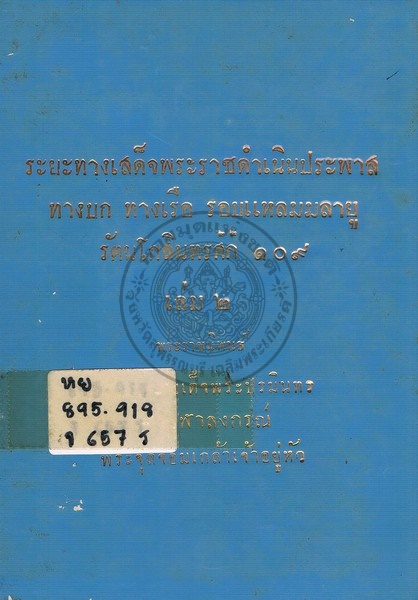 ระยะทางเสด็จพระราชดำเนินประพาส
ทางบก ทางเรือ รอบแหลมมลายู
รัตนโกสินทรศก ๑๐๙
เล่ม ๒
พระราชนิพนธ์
เด็จพระปรมินทร
หย
895.919
จ 657 ร
ฬาลงกรณ์
พระจุลจอมเกล้าเจ้าอยู่หัว